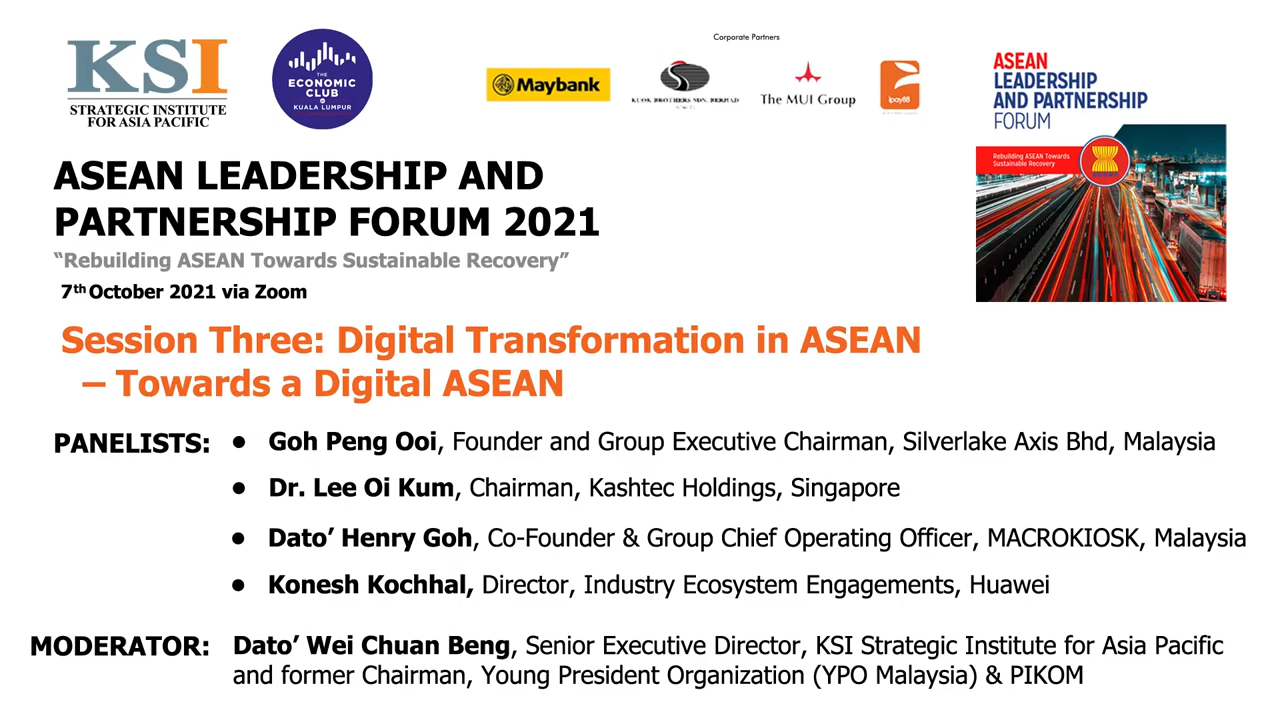 KSI
STRATEGIC INSTITUTE
FOR ASIA PACIFIC
THE
ECONOMIC
CLUB
KUALA LUMPUR
Corporate Partners
Maybank
KUOK BROTHERS SDN. BERHAD
The MUI Group
ipay88
ASEAN
LEADERSHIP
AND PARTNERSHIP
FORUM
Rebuilding ASEAN Towards
Sustainable Recovery
asean
ASEAN LEADERSHIP AND
PARTNERSHIP FORUM 2021
“Rebuilding ASEAN Towards Sustainable Recovery”
7th October 2021 via Zoom
Session Three: Digital Transformation in ASEAN
– Towards a Digital ASEAN
PANELISTS: ● Goh Peng Ooi, Founder and Group Executive Chairman, Silverlake Axis Bhd, Malaysia
● Dr. Lee Oi Kum, Chairman, Kashtec Holdings, Singapore
● Dato’ Henry Goh, Co-Founder & Group Chief Operating Officer, MACROKIOSK, Malaysia
● Konesh Kochhal, Director, Industry Ecosystem Engagements, Huawei
MODERATOR: Dato’ Wei Chuan Beng, Senior Executive Director, KSI Strategic Institute for Asia Pacific
and former Chairman, Young President Organization (YPO Malaysia) & PIKOM